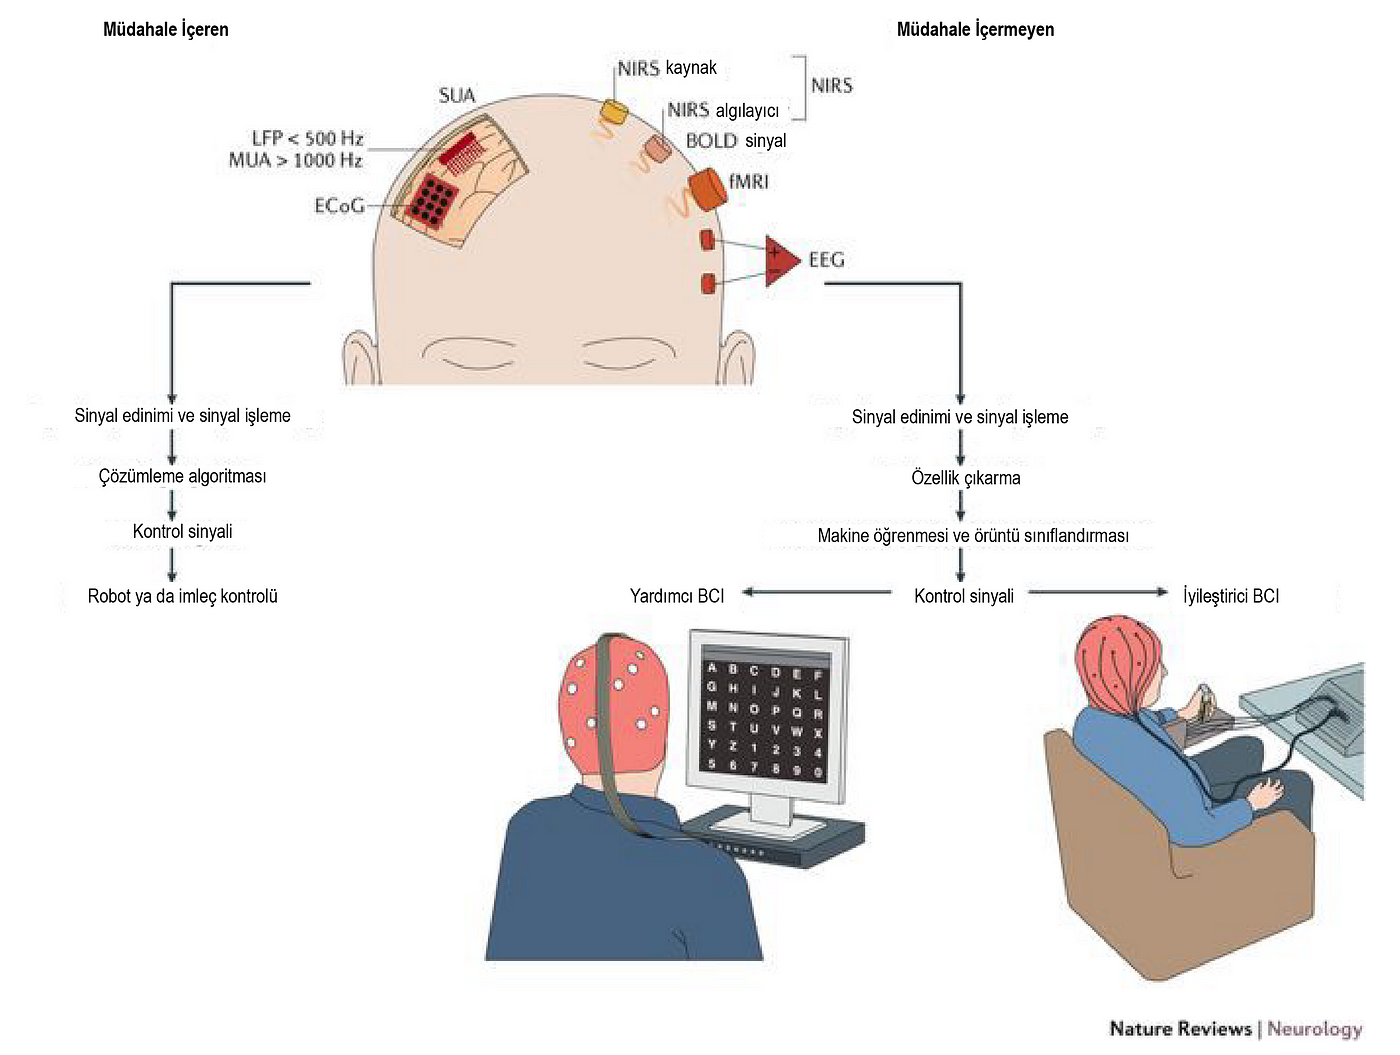 Müdahale İçeren
Müdahale İçermeyen
NIRS kaynak
NIRS
SUA
NIRS algılayıcı
LFP < 500 Hz
MUA > 1000 Hz
BOLD sinyal
fMRI
ECoG
+
−
EEG
Sinyal edinimi ve sinyal işleme
Çözümleme algoritması
Kontrol sinyali
Robot ya da imleç kontrolü
Sinyal edinimi ve sinyal işleme
Özellik çıkarma
Makine öğrenmesi ve örüntü sınıflandırması
Yardımcı BCI
Kontrol sinyali
İyileştirici BCI
A B C D E F
G H I J K L
M N O P Q R
S T U V W X
Y Z 1 2 3 4
5 6 7 8 9 0
Nature Reviews | Neurology